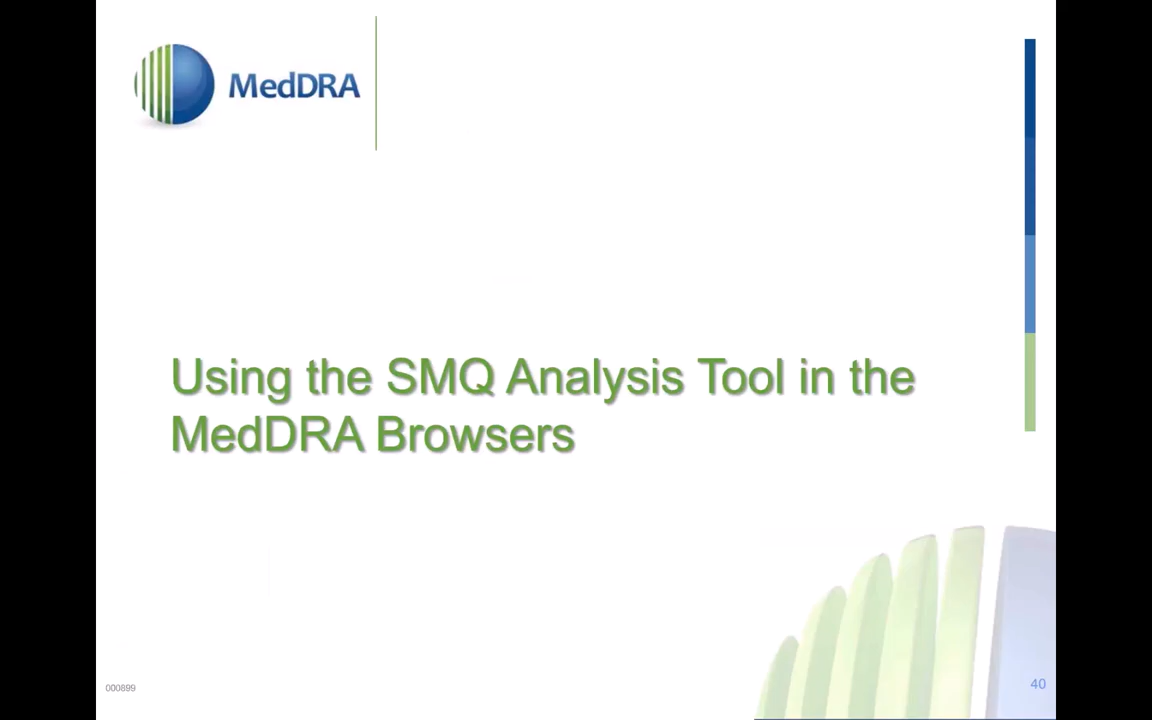 MedDRA
Using the SMQ Analysis Tool in the
MedDRA Browsers
000899
40